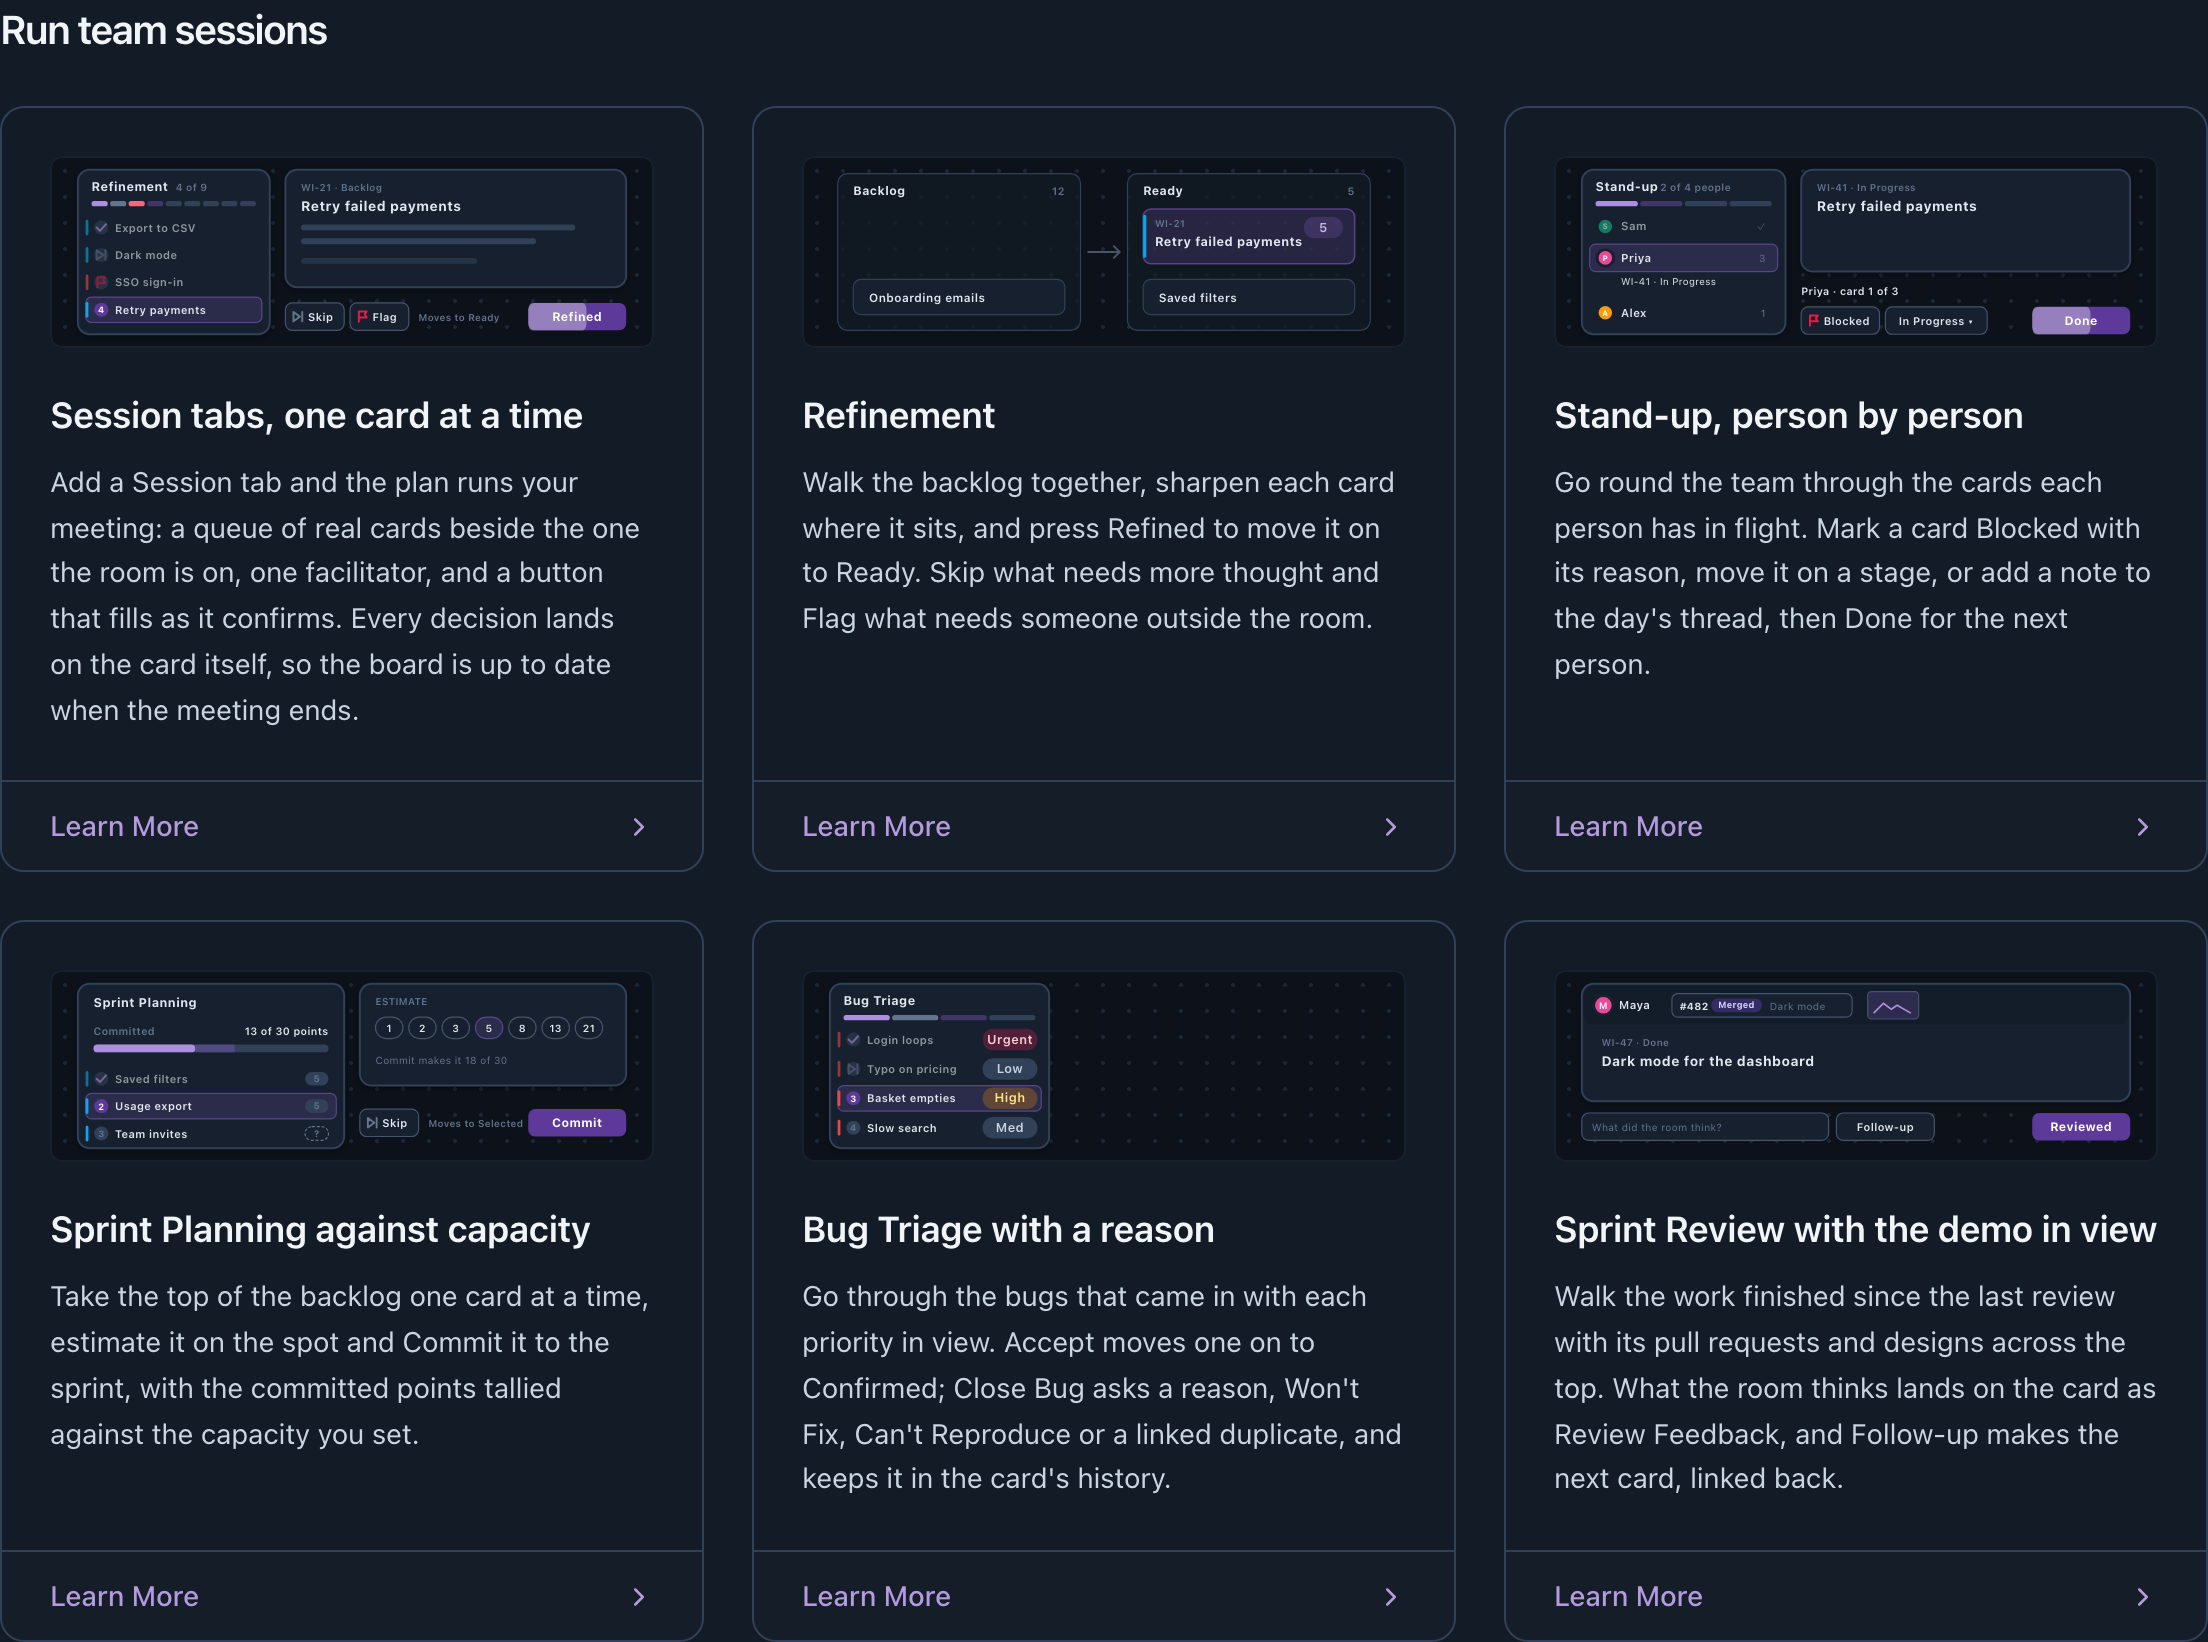 Run team sessions
Refinement 4 of 9
Export to CSV
Dark mode
SSO sign-in
4 Retry payments
WI-21 · Backlog
Retry failed payments
Skip
Flag
Moves to Ready
Refined
Session tabs, one card at a time
Add a Session tab and the plan runs your
meeting: a queue of real cards beside the one
the room is on, one facilitator, and a button
that fills as it confirms. Every decision lands
on the card itself, so the board is up to date
when the meeting ends.
Learn More
Backlog 12
Onboarding emails
Ready 5
WI-21
Retry failed payments 5
Saved filters
Refinement
Walk the backlog together, sharpen each card
where it sits, and press Refined to move it on
to Ready. Skip what needs more thought and
Flag what needs someone outside the room.
Learn More
Stand-up 2 of 4 people
S Sam
P Priya 3
WI-41 · In Progress
A Alex 1
WI-41 · In Progress
Retry failed payments
Priya · card 1 of 3
Blocked
In Progress
Done
Stand-up, person by person
Go round the team through the cards each
person has in flight. Mark a card Blocked with
its reason, move it on a stage, or add a note to
the day's thread, then Done for the next
person.
Learn More
Sprint Planning
Committed 13 of 30 points
Saved filters 5
2 Usage export 5
3 Team invites ?
ESTIMATE
1 2 3 5 8 13 21
Commit makes it 18 of 30
Skip
Moves to Selected
Commit
Sprint Planning against capacity
Take the top of the backlog one card at a time,
estimate it on the spot and Commit it to the
sprint, with the committed points tallied
against the capacity you set.
Learn More
Bug Triage
Login loops Urgent
Typo on pricing Low
3 Basket empties High
4 Slow search Med
Bug Triage with a reason
Go through the bugs that came in with each
priority in view. Accept moves one on to
Confirmed; Close Bug asks a reason, Won't
Fix, Can't Reproduce or a linked duplicate, and
keeps it in the card's history.
Learn More
M Maya
#482 Merged Dark mode
WI-47 · Done
Dark mode for the dashboard
What did the room think?
Follow-up
Reviewed
Sprint Review with the demo in view
Walk the work finished since the last review
with its pull requests and designs across the
top. What the room thinks lands on the card as
Review Feedback, and Follow-up makes the
next card, linked back.
Learn More